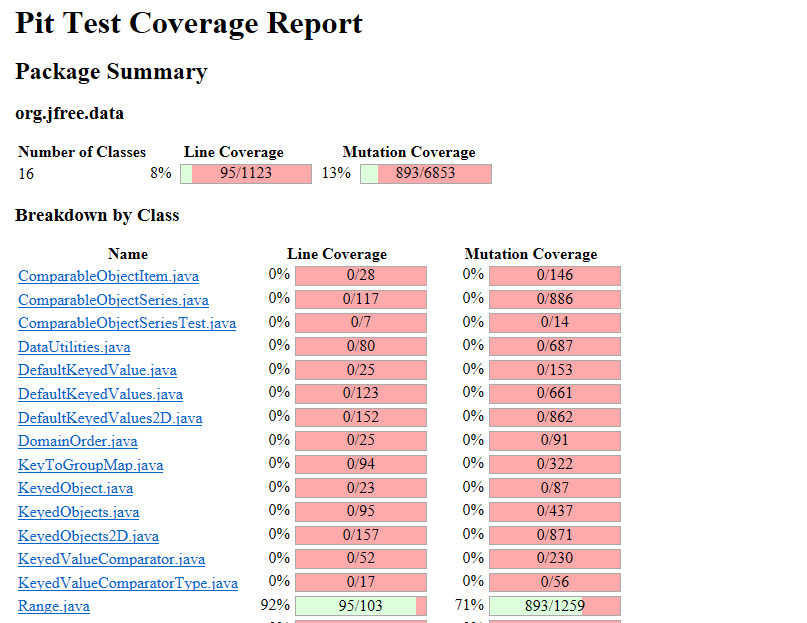 Pit Test Coverage Report
Package Summary
org.jfree.data
Number of Classes Line Coverage Mutation Coverage
16 8% 95/1123 13% 893/6853
Breakdown by Class
Name Line Coverage Mutation Coverage
ComparableObjectItem.java 0% 0/28 0% 0/146
ComparableObjectSeries.java 0% 0/117 0% 0/886
ComparableObjectSeriesTest.java 0% 0/7 0% 0/14
DataUtilities.java 0% 0/80 0% 0/687
DefaultKeyedValue.java 0% 0/25 0% 0/153
DefaultKeyedValues.java 0% 0/123 0% 0/661
DefaultKeyedValues2D.java 0% 0/152 0% 0/862
DomainOrder.java 0% 0/25 0% 0/91
KeyToGroupMap.java 0% 0/94 0% 0/322
KeyedObject.java 0% 0/23 0% 0/87
KeyedObjects.java 0% 0/95 0% 0/437
KeyedObjects2D.java 0% 0/157 0% 0/871
KeyedValueComparator.java 0% 0/52 0% 0/230
KeyedValueComparatorType.java 0% 0/17 0% 0/56
Range.java 92% 95/103 71% 893/1259